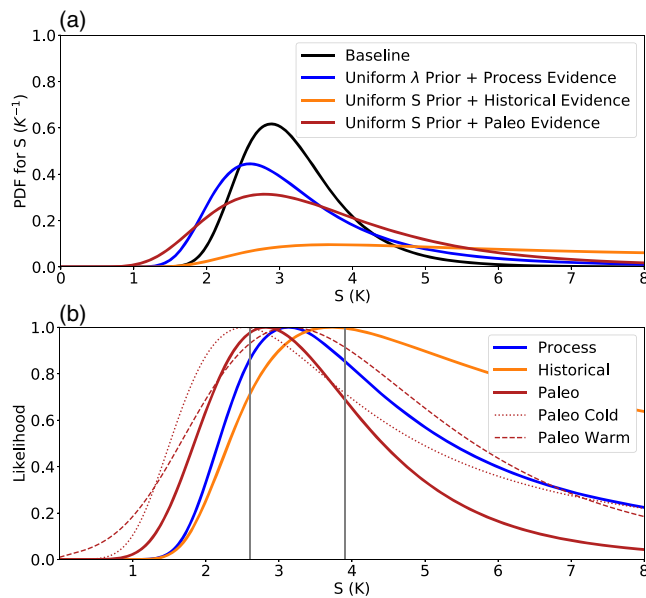 (a)
1.0
0.8
0.6
0.4
0.2
0.0
PDF for S (K⁻¹)
Baseline
Uniform λ Prior + Process Evidence
Uniform S Prior + Historical Evidence
Uniform S Prior + Paleo Evidence
0 1 2 3 4 5 6 7 8
S (K)
(b)
1.0
0.8
0.6
0.4
0.2
0.0
Likelihood
Process
Historical
Paleo
Paleo Cold
Paleo Warm
1 2 3 4 5 6 7 8
S (K)